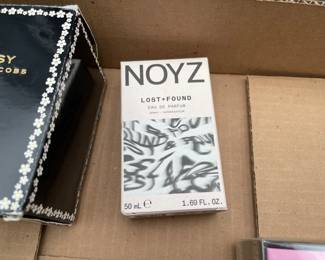 SY
COBS
NOYZ
LOST+FOUND
EAU DE PARFUM
50 mL ℮
1.69 FL. OZ.